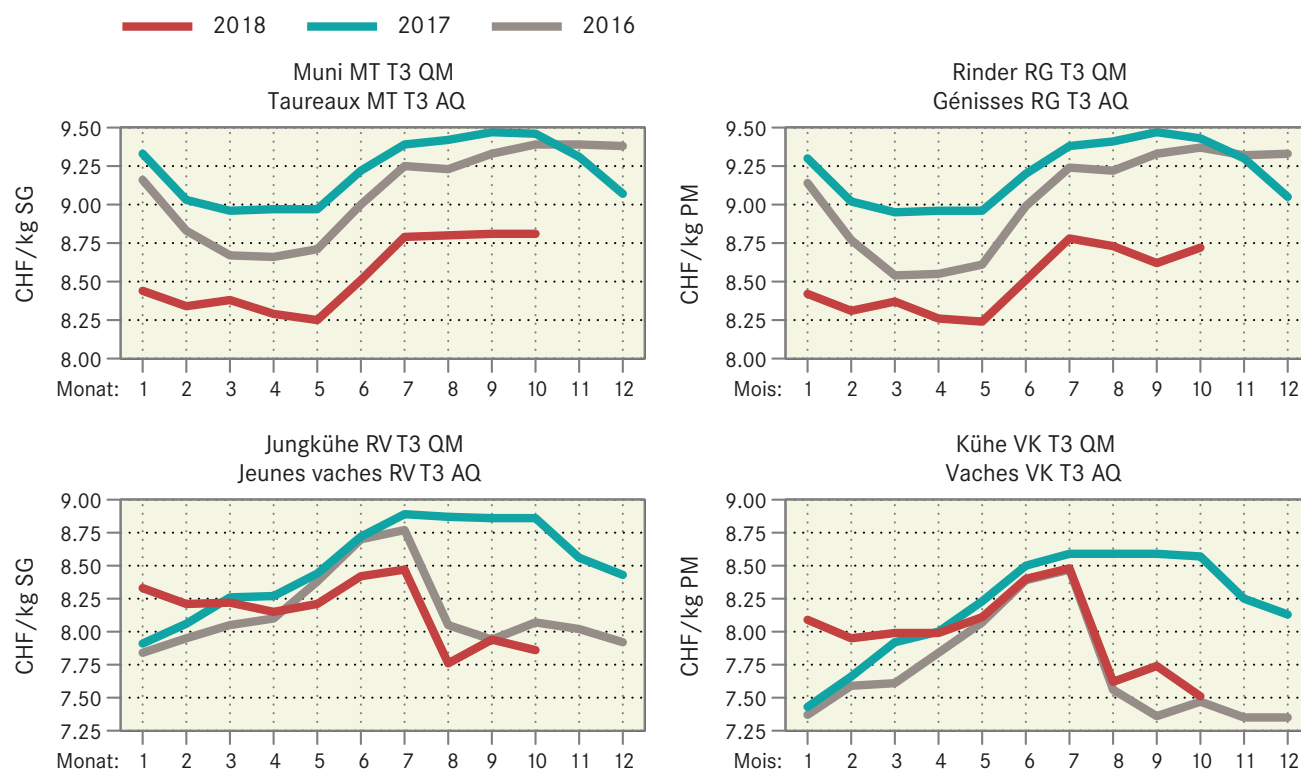 2018 2017 2016
Muni MT T3 QM
Taureaux MT T3 AQ
CHF/kg SG
9.50
9.25
9.00
8.75
8.50
8.25
8.00
Monat: 1 2 3 4 5 6 7 8 9 10 11 12
Rinder RG T3 QM
Génisses RG T3 AQ
CHF/kg PM
9.50
9.25
9.00
8.75
8.50
8.25
8.00
Mois: 1 2 3 4 5 6 7 8 9 10 11 12
Jungkühe RV T3 QM
Jeunes vaches RV T3 AQ
CHF/kg SG
9.00
8.75
8.50
8.25
8.00
7.75
7.50
7.25
Monat: 1 2 3 4 5 6 7 8 9 10 11 12
Kühe VK T3 QM
Vaches VK T3 AQ
CHF/kg PM
9.00
8.75
8.50
8.25
8.00
7.75
7.50
7.25
Mois: 1 2 3 4 5 6 7 8 9 10 11 12